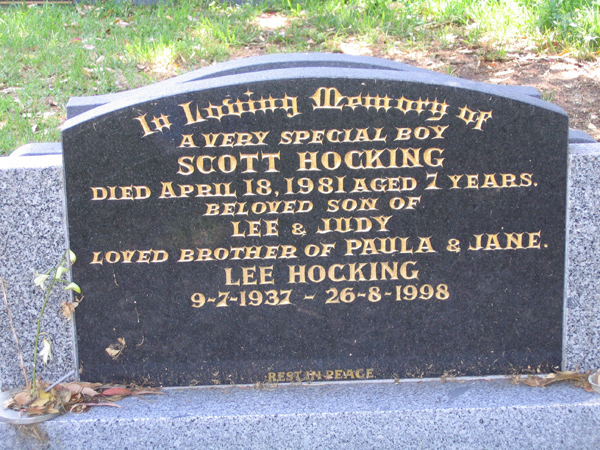 In Loving Memory of
A VERY SPECIAL BOY
SCOTT HOCKING
DIED APRIL 18, 1981 AGED 7 YEARS.
BELOVED SON OF
LEE & JUDY
LOVED BROTHER OF PAULA & JANE.
LEE HOCKING
9-7-1937 - 26-8-1998
REST IN PEACE